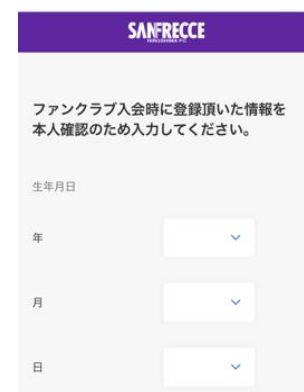 SANFRECCE
HIROSHIMA FC
ファンクラブ入会時に登録頂いた情報を
本人確認のため入力してください。
生年月日
年
月
日